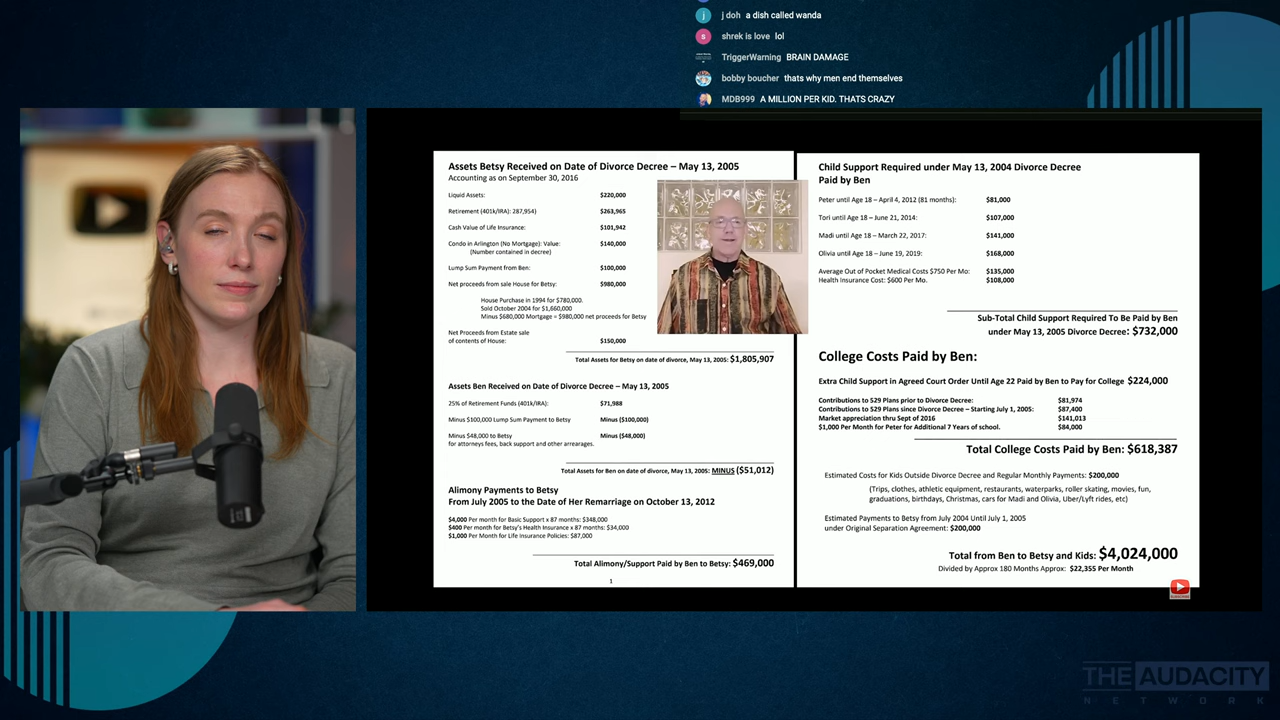 j doh a dish called wanda
shrek is love lol
TriggerWarning BRAIN DAMAGE
bobby boucher thats why men end themselves
MDB999 A MILLION PER KID. THATS CRAZY
Assets Betsy Received on Date of Divorce Decree – May 13, 2005
Accounting as on September 30, 2016
Liquid Assets: $220,000
Retirement (401k/IRA): 287,954) $263,965
Cash Value of Life Insurance: $101,942
Condo in Arlington (No Mortgage): Value: $140,000
(Number contained in decree)
Lump Sum Payment from Ben: $100,000
Net proceeds from sale House for Betsy: $980,000
House Purchase in 1994 for $780,000.
Sold October 2004 for $1,660,000
Minus $680,000 Mortgage = $980,000 net proceeds for Betsy
Net Proceeds from Estate sale
of contents of House: $150,000
Total Assets for Betsy on date of divorce, May 13, 2005: $1,805,907
Assets Ben Received on Date of Divorce Decree – May 13, 2005
25% of Retirement Funds (401k/IRA): $71,988
Minus $100,000 Lump Sum Payment to Betsy Minus ($100,000)
Minus $48,000 to Betsy Minus ($48,000)
for attorneys fees, back support and other arrearages.
Total Assets for Ben on date of divorce, May 13, 2005: MINUS ($51,012)
Alimony Payments to Betsy
From July 2005 to the Date of Her Remarriage on October 13, 2012
$4,000 Per month for Basic Support x 87 months: $348,000
$400 Per month for Betsy's Health Insurance x 87 months: $34,000
$1,000 Per Month for Life Insurance Policies: $87,000
Total Alimony/Support Paid by Ben to Betsy: $469,000
1
Child Support Required under May 13, 2004 Divorce Decree
Paid by Ben
Peter until Age 18 – April 4, 2012 (81 months): $81,000
Tori until Age 18 – June 21, 2014: $107,000
Madi until Age 18 – March 22, 2017: $141,000
Olivia until Age 18 – June 19, 2019: $168,000
Average Out of Pocket Medical Costs $750 Per Mo: $135,000
Health Insurance Cost: $600 Per Mo. $108,000
Sub-Total Child Support Required To Be Paid by Ben
under May 13, 2005 Divorce Decree: $732,000
College Costs Paid by Ben:
Extra Child Support in Agreed Court Order Until Age 22 Paid by Ben to Pay for College $224,000
Contributions to 529 Plans prior to Divorce Decree: $81,974
Contributions to 529 Plans since Divorce Decree – Starting July 1, 2005: $87,400
Market appreciation thru Sept of 2016 $141,013
$1,000 Per Month for Peter for Additional 7 Years of school. $84,000
Total College Costs Paid by Ben: $618,387
Estimated Costs for Kids Outside Divorce Decree and Regular Monthly Payments: $200,000
(Trips, clothes, athletic equipment, restaurants, waterparks, roller skating, movies, fun,
graduations, birthdays, Christmas, cars for Madi and Olivia, Uber/Lyft rides, etc)
Estimated Payments to Betsy from July 2004 Until July 1, 2005
under Original Separation Agreement: $200,000
Total from Ben to Betsy and Kids: $4,024,000
Divided by Approx 180 Months Approx: $22,355 Per Month
THE AUDACITY
NETWORK